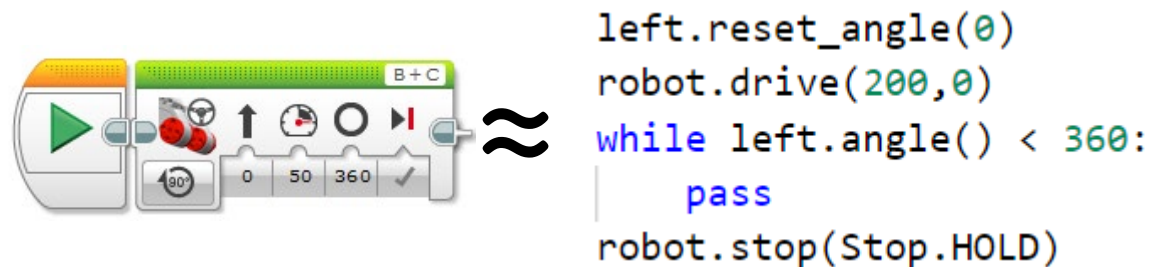 B+C
90°
0 50 360
≈
left.reset_angle(0)
robot.drive(200,0)
while left.angle() < 360:
    pass
robot.stop(Stop.HOLD)